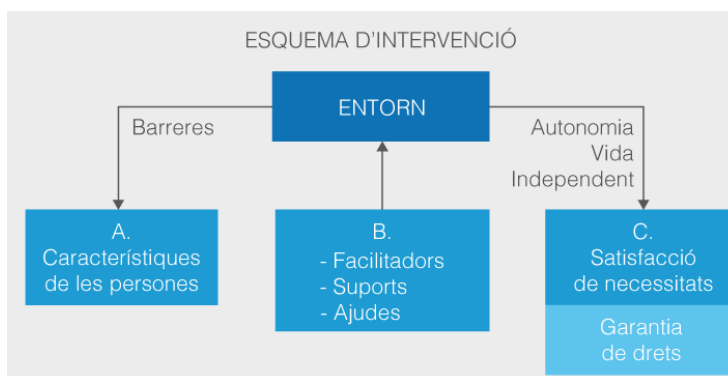 ESQUEMA D'INTERVENCIÓ
ENTORN
Barreres
Autonomia
Vida
Independent
A.
Característiques
de les persones
B.
- Facilitadors
- Suports
- Ajudes
C.
Satisfacció
de necessitats
Garantia
de drets